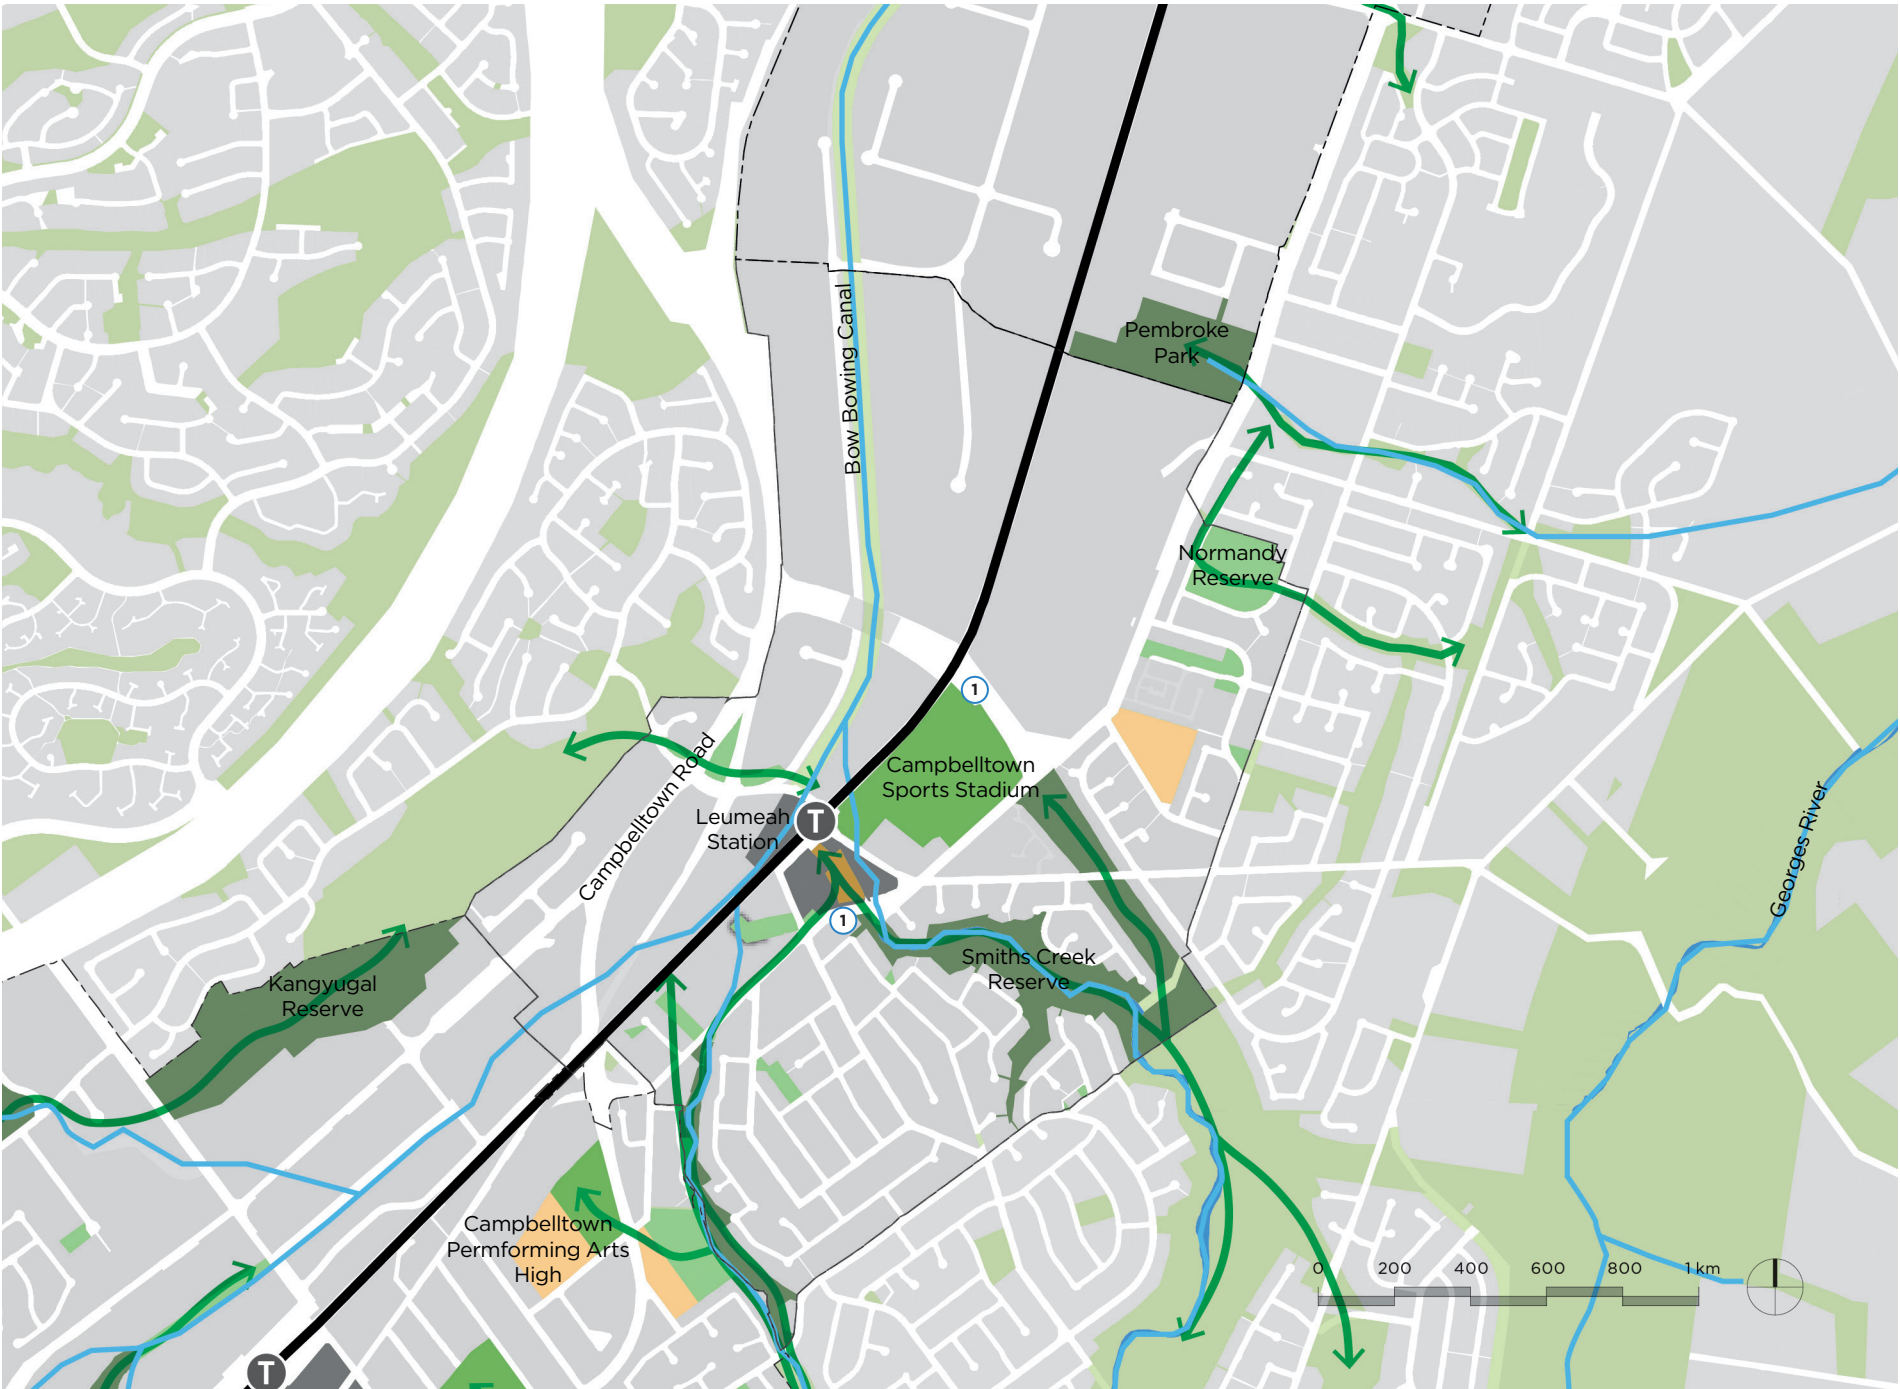 Pembroke
Park
Bow Bowing Canal
Normandy
Reserve
1
Campbelltown
Sports Stadium
Campbelltown Road
Leumeah
Station
T
Georges River
1
Smiths Creek
Reserve
Kangyugal
Reserve
Campbelltown
Permforming Arts
High
0 200 400 600 800 1 km
T